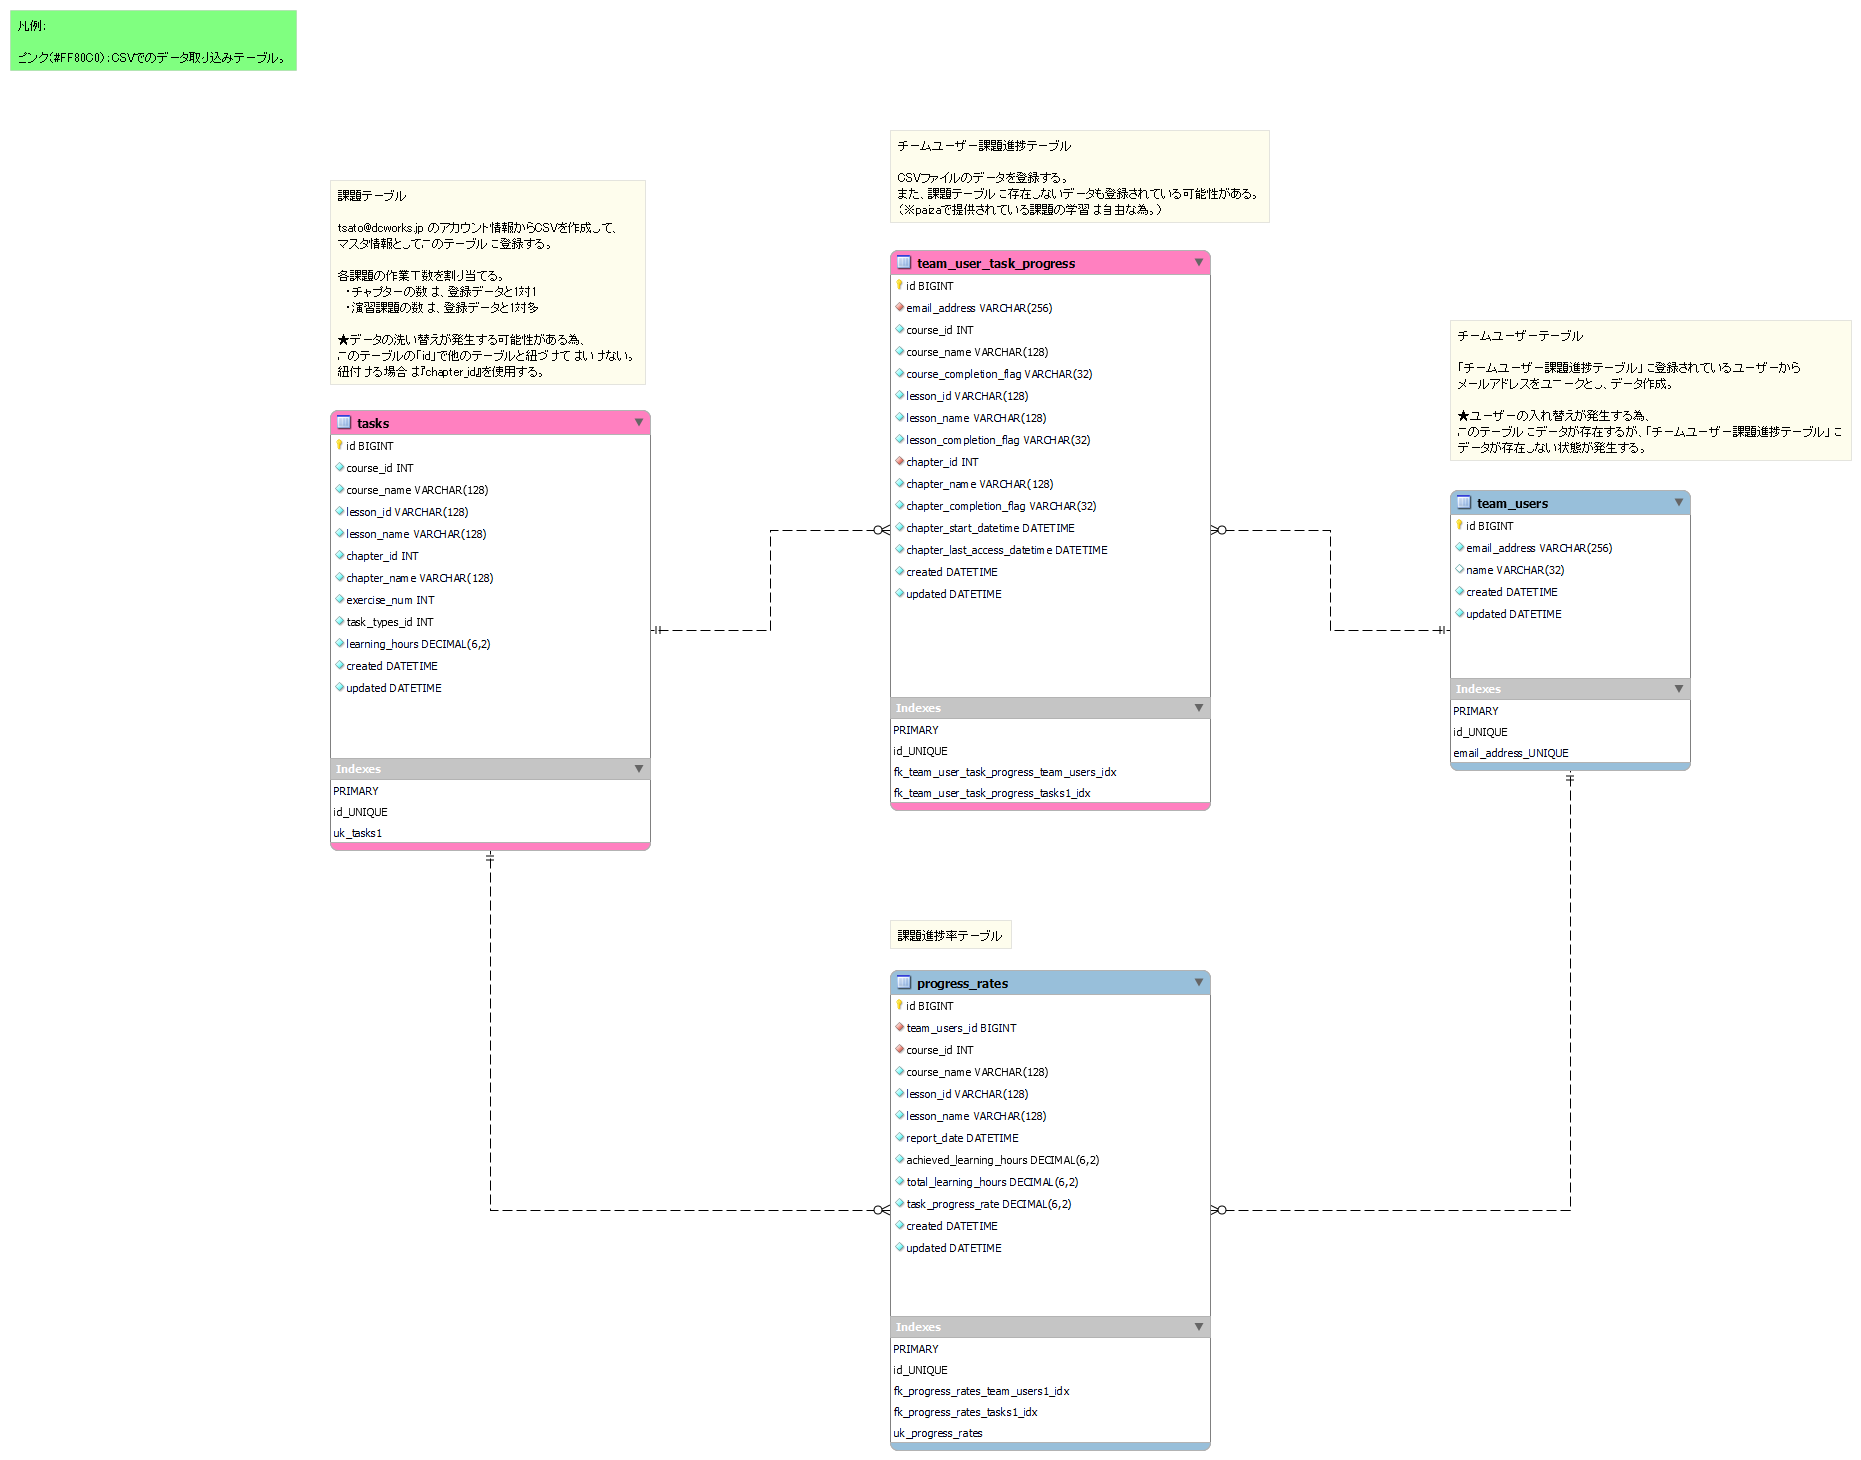 凡例：
ピンク(#FF80C0)：CSVでのデータ取り込みテーブル。
チームユーザー課題進捗テーブル
CSVファイルのデータを登録する。
また、課題テーブルに存在しないデータも登録されている可能性がある。
（※paizaで提供されている課題の学習は自由な為。）
課題テーブル
tsato@dcworks.jp のアカウント情報からCSVを作成して、
マスタ情報としてこのテーブルに登録する。
各課題の作業工数を割り当てる。
・チャプターの数は、登録データと1対1
・演習課題の数は、登録データと1対多
★データの洗い替えが発生する可能性がある為、
このテーブルの「id」で他のテーブルと紐づけてはいけない。
紐付ける場合は『chapter_id』を使用する。
チームユーザーテーブル
「チームユーザー課題進捗テーブル」に登録されているユーザーから
メールアドレスをユニークとし、データ作成。
★ユーザーの入れ替えが発生する為、
このテーブルにデータが存在するが、「チームユーザー課題進捗テーブル」に
データが存在しない状態が発生する。
team_user_task_progress
id BIGINT
email_address VARCHAR(256)
course_id INT
course_name VARCHAR(128)
course_completion_flag VARCHAR(32)
lesson_id VARCHAR(128)
lesson_name VARCHAR(128)
lesson_completion_flag VARCHAR(32)
chapter_id INT
chapter_name VARCHAR(128)
chapter_completion_flag VARCHAR(32)
chapter_start_datetime DATETIME
chapter_last_access_datetime DATETIME
created DATETIME
updated DATETIME
Indexes
PRIMARY
id_UNIQUE
fk_team_user_task_progress_team_users_idx
fk_team_user_task_progress_tasks1_idx
tasks
id BIGINT
course_id INT
course_name VARCHAR(128)
lesson_id VARCHAR(128)
lesson_name VARCHAR(128)
chapter_id INT
chapter_name VARCHAR(128)
exercise_num INT
task_types_id INT
learning_hours DECIMAL(6,2)
created DATETIME
updated DATETIME
Indexes
PRIMARY
id_UNIQUE
uk_tasks1
team_users
id BIGINT
email_address VARCHAR(256)
name VARCHAR(32)
created DATETIME
updated DATETIME
Indexes
PRIMARY
id_UNIQUE
email_address_UNIQUE
課題進捗率テーブル
progress_rates
id BIGINT
team_users_id BIGINT
course_id INT
course_name VARCHAR(128)
lesson_id VARCHAR(128)
lesson_name VARCHAR(128)
report_date DATETIME
achieved_learning_hours DECIMAL(6,2)
total_learning_hours DECIMAL(6,2)
task_progress_rate DECIMAL(6,2)
created DATETIME
updated DATETIME
Indexes
PRIMARY
id_UNIQUE
fk_progress_rates_team_users1_idx
fk_progress_rates_tasks1_idx
uk_progress_rates